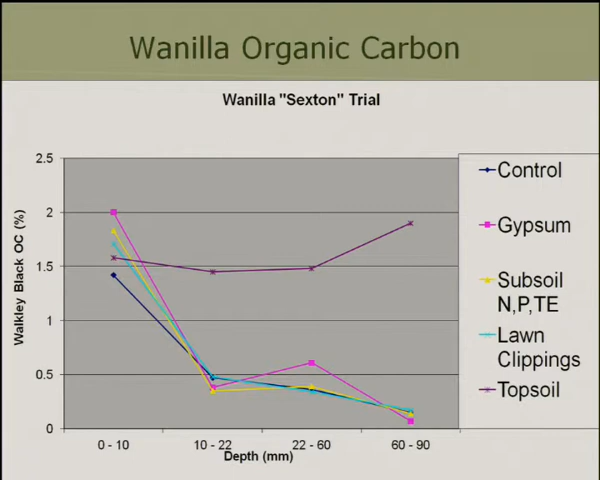 Wanilla Organic Carbon
Wanilla "Sexton" Trial
Walkley Black OC (%)
2.5
2
1.5
1
0.5
0
0 - 10
10 - 22
22 - 60
60 - 90
Depth (mm)
Control
Gypsum
Subsoil
N,P,TE
Lawn
Clippings
Topsoil